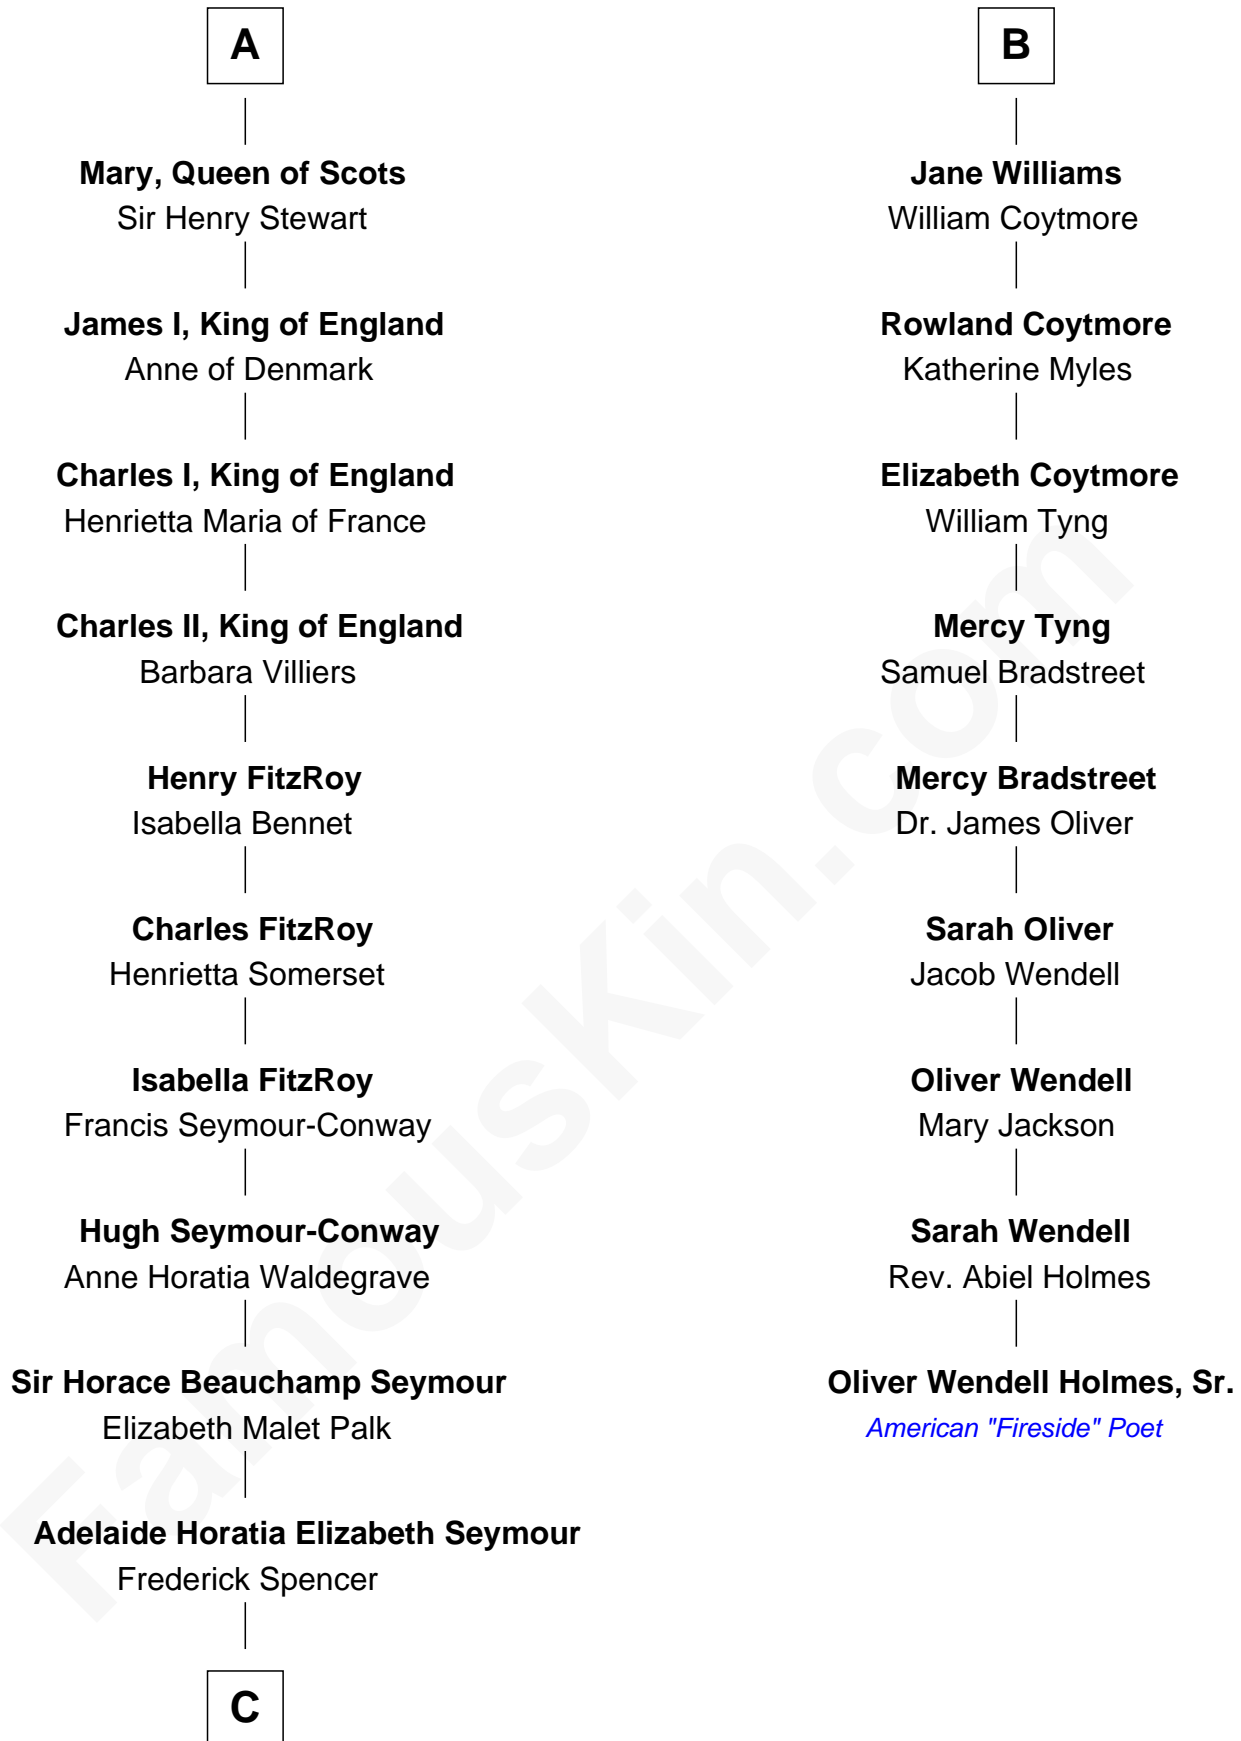 A
Mary, Queen of Scots
Sir Henry Stewart
James I, King of England
Anne of Denmark
Charles I, King of England
Henrietta Maria of France
Charles II, King of England
Barbara Villiers
Henry FitzRoy
Isabella Bennet
Charles FitzRoy
Henrietta Somerset
Isabella FitzRoy
Francis Seymour-Conway
Hugh Seymour-Conway
Anne Horatia Waldegrave
Sir Horace Beauchamp Seymour
Elizabeth Malet Palk
Adelaide Horatia Elizabeth Seymour
Frederick Spencer
C
B
Jane Williams
William Coytmore
Rowland Coytmore
Katherine Myles
Elizabeth Coytmore
William Tyng
Mercy Tyng
Samuel Bradstreet
Mercy Bradstreet
Dr. James Oliver
Sarah Oliver
Jacob Wendell
Oliver Wendell
Mary Jackson
Sarah Wendell
Rev. Abiel Holmes
Oliver Wendell Holmes, Sr.
American "Fireside" Poet
FamousKin.com